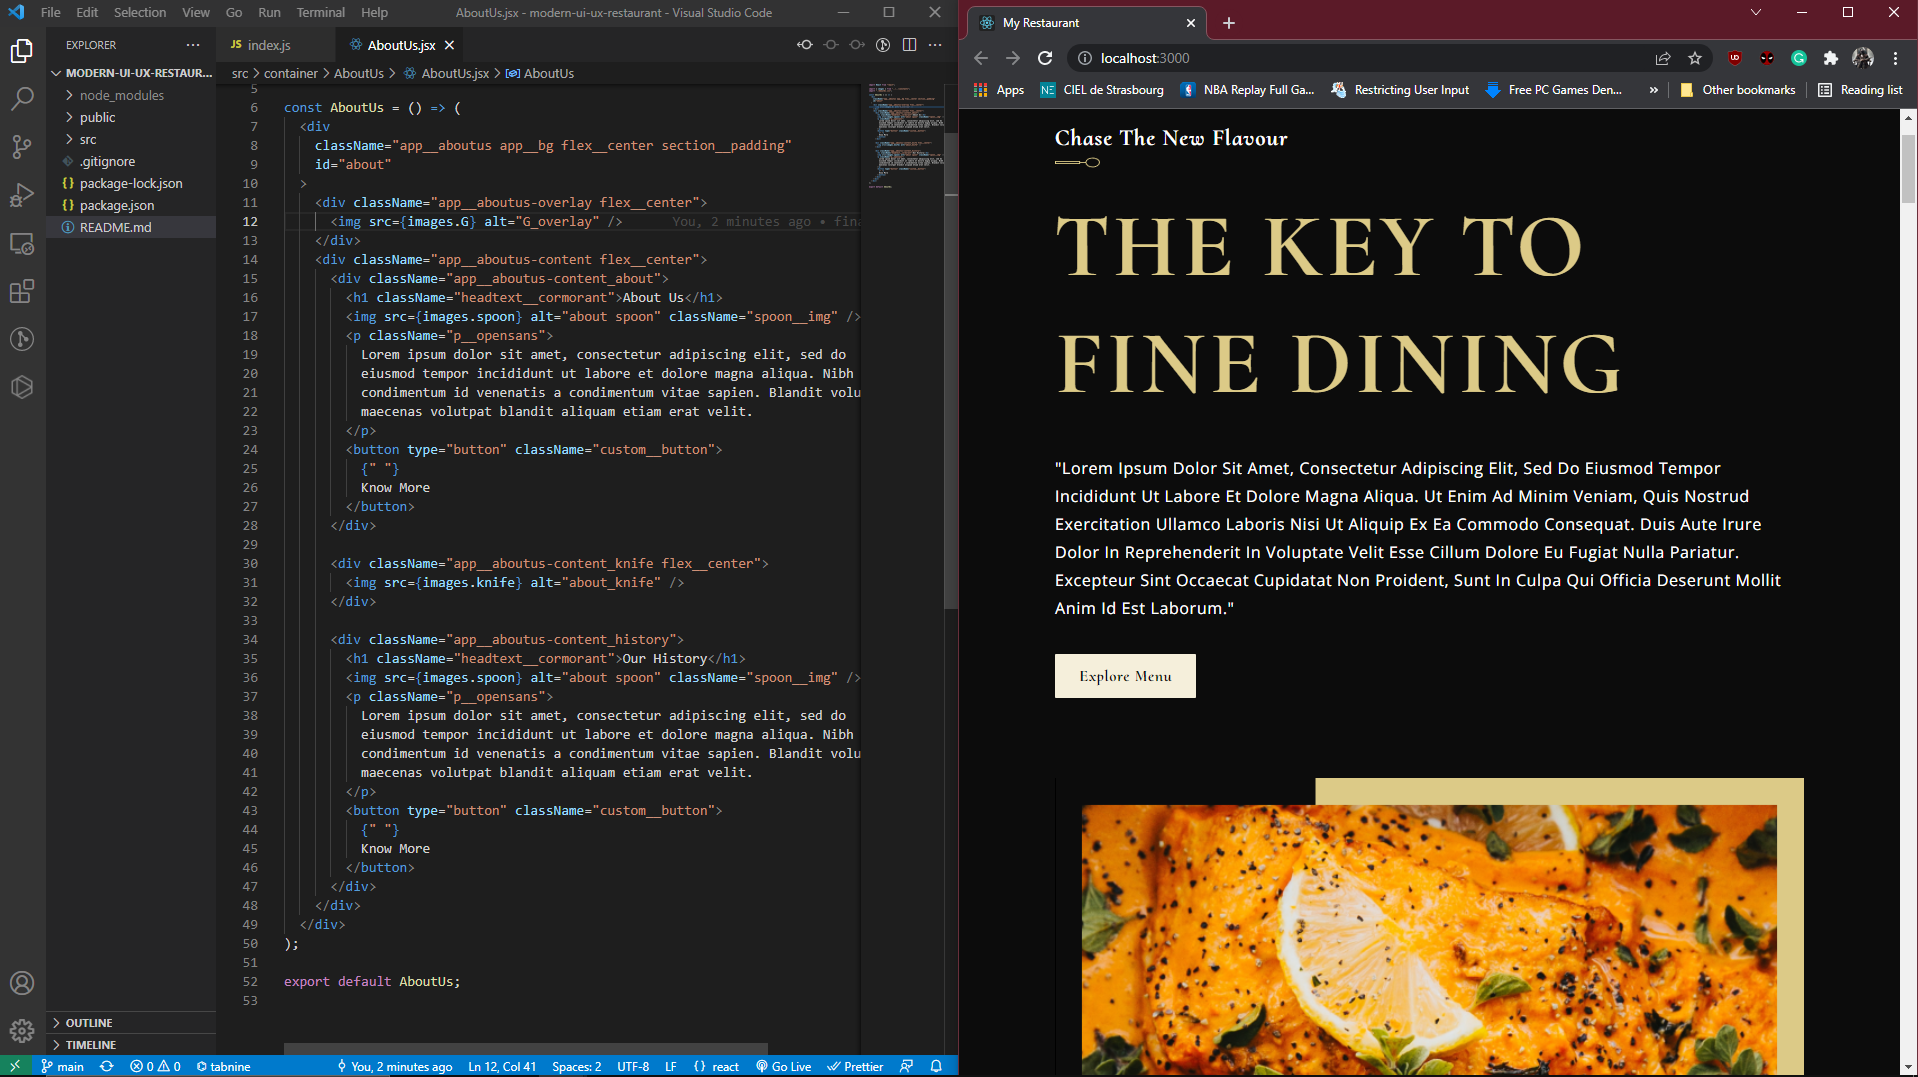 File Edit Selection View Go Run Terminal Help AboutUs.jsx - modern-ui-ux-restaurant - Visual Studio Code
EXPLORER
MODERN-UI-UX-RESTAUR...
node_modules
public
src
.gitignore
package-lock.json
package.json
README.md
OUTLINE
TIMELINE
JS index.js AboutUs.jsx
src > container > AboutUs > AboutUs.jsx > AboutUs
5
6 const AboutUs = () => (
7 <div
8 className="app__aboutus app__bg flex__center section__padding"
9 id="about"
10 >
11 <div className="app__aboutus-overlay flex__center">
12 <img src={images.G} alt="G_overlay" /> You, 2 minutes ago • fin
13 </div>
14 <div className="app__aboutus-content flex__center">
15 <div className="app__aboutus-content_about">
16 <h1 className="headtext__cormorant">About Us</h1>
17 <img src={images.spoon} alt="about spoon" className="spoon__img" />
18 <p className="p__opensans">
19 Lorem ipsum dolor sit amet, consectetur adipiscing elit, sed do
20 eiusmod tempor incididunt ut labore et dolore magna aliqua. Nibh
21 condimentum id venenatis a condimentum vitae sapien. Blandit volu
22 maecenas volutpat blandit aliquam etiam erat velit.
23 </p>
24 <button type="button" className="custom__button">
25 {" "}
26 Know More
27 </button>
28 </div>
29
30 <div className="app__aboutus-content_knife flex__center">
31 <img src={images.knife} alt="about_knife" />
32 </div>
33
34 <div className="app__aboutus-content_history">
35 <h1 className="headtext__cormorant">Our History</h1>
36 <img src={images.spoon} alt="about spoon" className="spoon__img" />
37 <p className="p__opensans">
38 Lorem ipsum dolor sit amet, consectetur adipiscing elit, sed do
39 eiusmod tempor incididunt ut labore et dolore magna aliqua. Nibh
40 condimentum id venenatis a condimentum vitae sapien. Blandit volu
41 maecenas volutpat blandit aliquam etiam erat velit.
42 </p>
43 <button type="button" className="custom__button">
44 {" "}
45 Know More
46 </button>
47 </div>
48 </div>
49 </div>
50 );
51
52 export default AboutUs;
53
main 0 0 tabnine You, 2 minutes ago Ln 12, Col 41 Spaces: 2 UTF-8 LF {} react Go Live Prettier
My Restaurant
localhost:3000
Apps NE CIEL de Strasbourg NBA Replay Full Ga... Restricting User Input Free PC Games Den... » Other bookmarks Reading list
Chase The New Flavour
THE KEY TO
FINE DINING
"Lorem Ipsum Dolor Sit Amet, Consectetur Adipiscing Elit, Sed Do Eiusmod Tempor
Incididunt Ut Labore Et Dolore Magna Aliqua. Ut Enim Ad Minim Veniam, Quis Nostrud
Exercitation Ullamco Laboris Nisi Ut Aliquip Ex Ea Commodo Consequat. Duis Aute Irure
Dolor In Reprehenderit In Voluptate Velit Esse Cillum Dolore Eu Fugiat Nulla Pariatur.
Excepteur Sint Occaecat Cupidatat Non Proident, Sunt In Culpa Qui Officia Deserunt Mollit
Anim Id Est Laborum."
Explore Menu